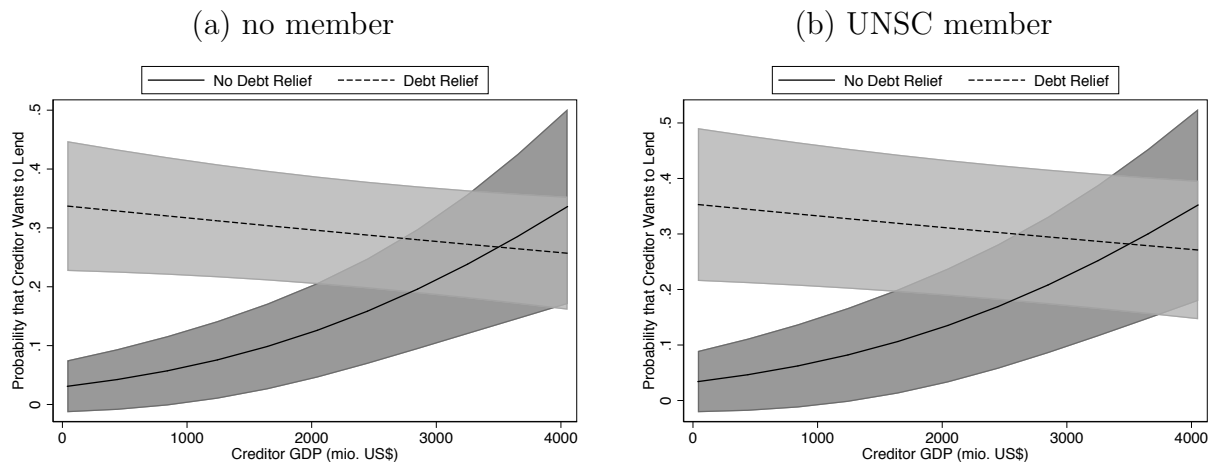 (a) no member
No Debt Relief
Debt Relief
Probability that Creditor Wants to Lend
.5
.4
.3
.2
.1
0
0 1000 2000 3000 4000
Creditor GDP (mio. US$)
(b) UNSC member
No Debt Relief
Debt Relief
Probability that Creditor Wants to Lend
.5
.4
.3
.2
.1
0
0 1000 2000 3000 4000
Creditor GDP (mio. US$)